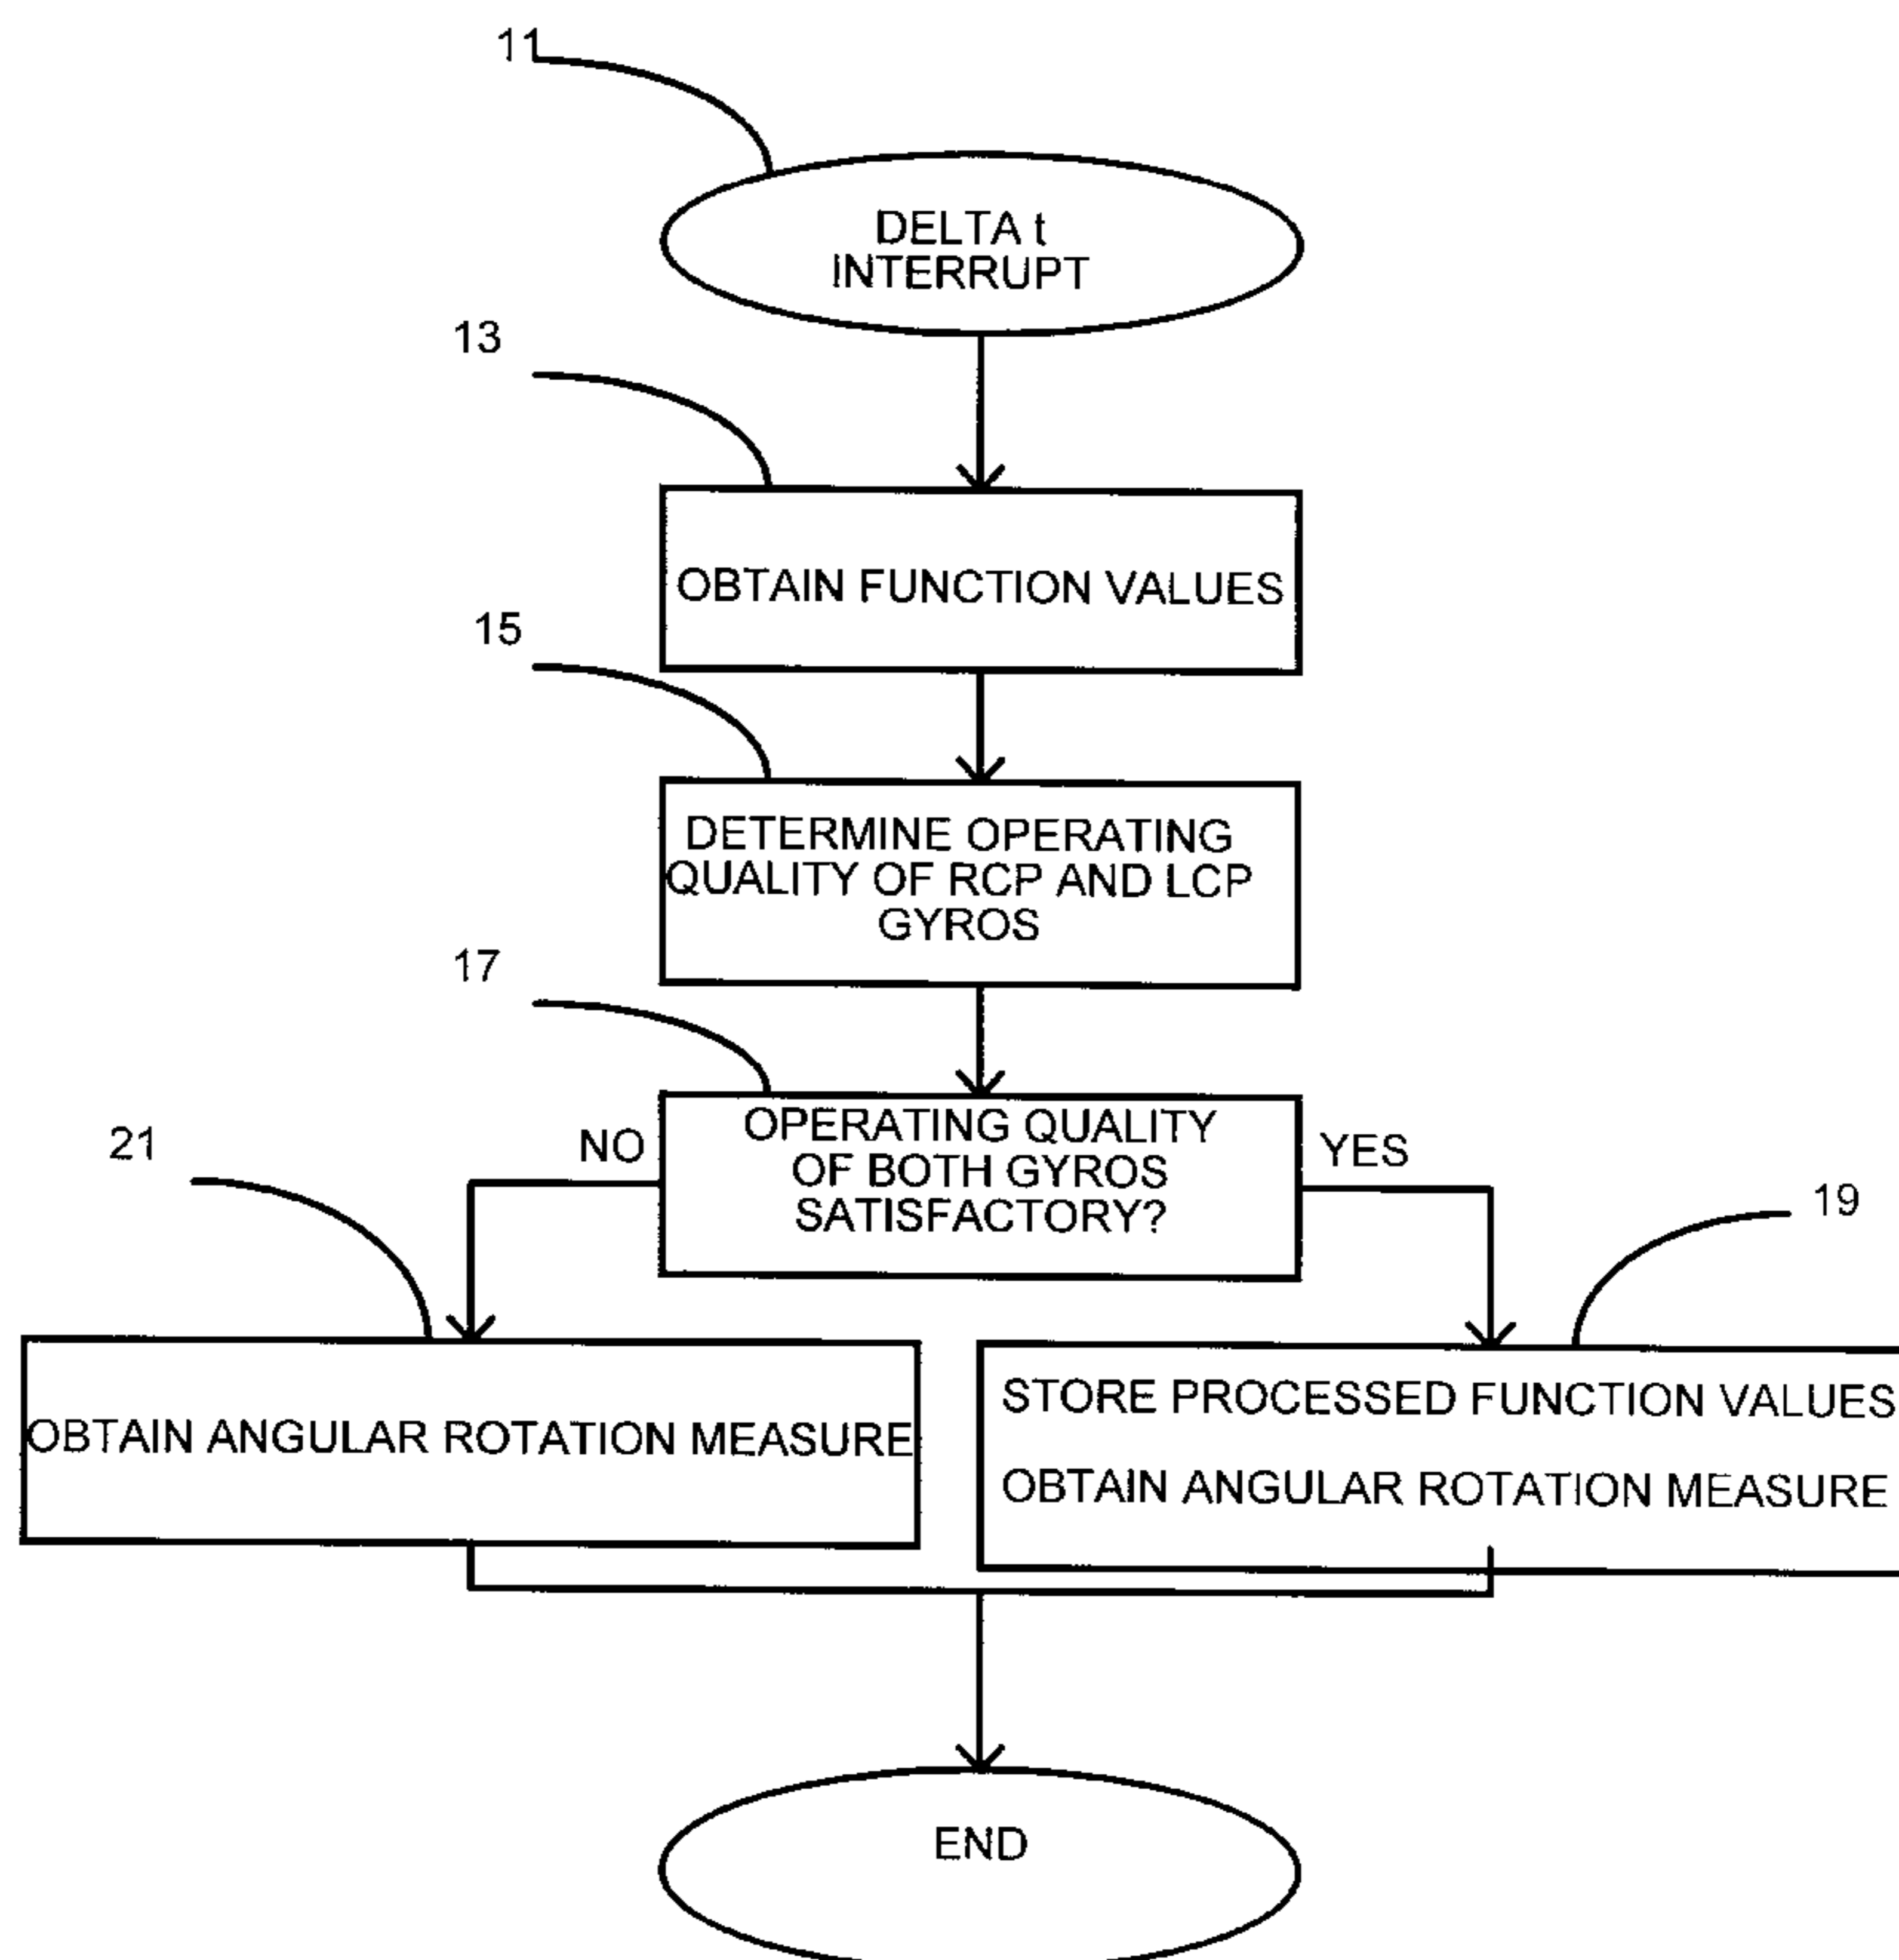 11
DELTA t
INTERRUPT
13
OBTAIN FUNCTION VALUES
15
DETERMINE OPERATING
QUALITY OF RCP AND LCP
GYROS
17
OPERATING QUALITY
OF BOTH GYROS
SATISFACTORY?
NO
YES
21
19
OBTAIN ANGULAR ROTATION MEASURE
STORE PROCESSED FUNCTION VALUES
OBTAIN ANGULAR ROTATION MEASURE
END